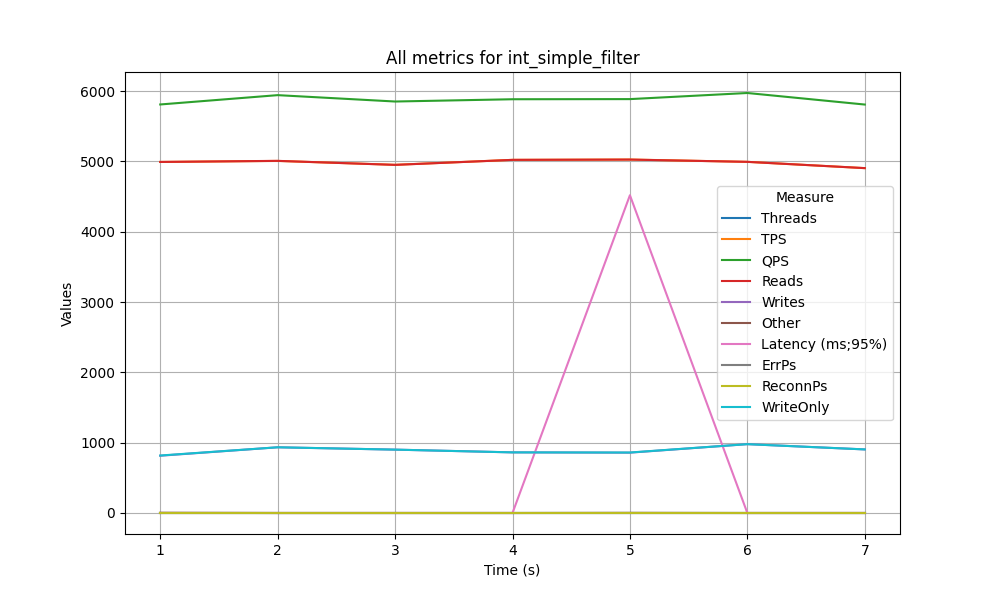 All metrics for int_simple_filter
Values
6000
5000
4000
3000
2000
1000
0
Measure
Threads
TPS
QPS
Reads
Writes
Other
Latency (ms;95%)
ErrPs
ReconnPs
WriteOnly
1 2 3 4 5 6 7
Time (s)